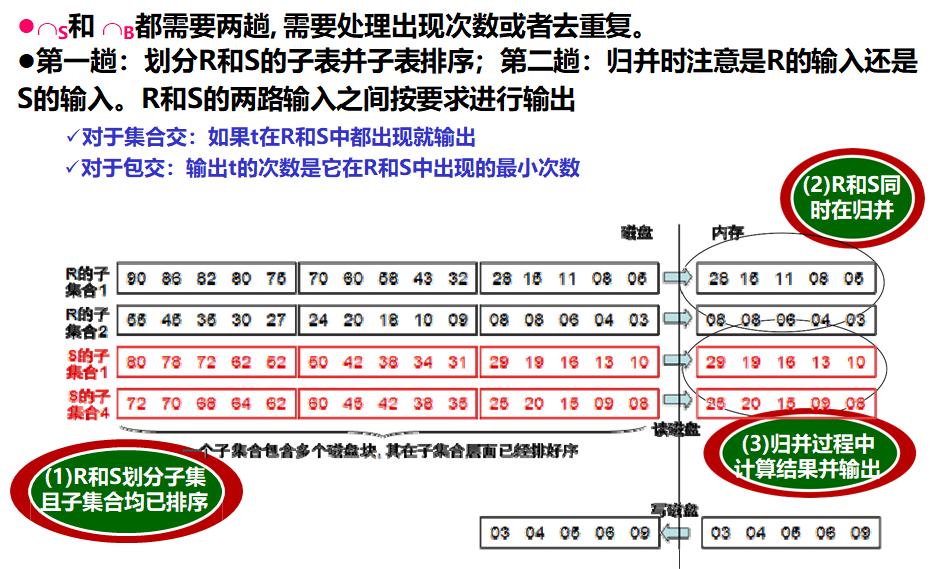 ●∩S和 ∩B都需要两趟, 需要处理出现次数或者去重复。
●第一趟：划分R和S的子表并子表排序；第二趟：归并时注意是R的输入还是
S的输入。R和S的两路输入之间按要求进行输出
✓对于集合交：如果t在R和S中都出现就输出
✓对于包交：输出t的次数是它在R和S中出现的最小次数
(2)R和S同
时在归并
磁盘 内存
R的子
集合1
90 86 82 80 75 70 60 58 43 32 28 15 11 08 05 28 15 11 08 05
R的子
集合2
55 45 35 30 27 24 20 18 10 09 08 08 06 04 03 08 08 06 04 03
S的子
集合1
80 78 72 62 52 50 42 38 34 31 29 19 16 13 10 29 19 16 13 10
S的子
集合4
72 70 68 64 62 60 45 42 38 35 25 20 15 09 08 25 20 15 09 08
读磁盘
一个子集合包含多个磁盘块, 其在子集合层面已经排好序
(3)归并过程中
计算结果并输出
(1)R和S划分子集
且子集合均已排序
写磁盘
03 04 05 06 09 03 04 05 06 09